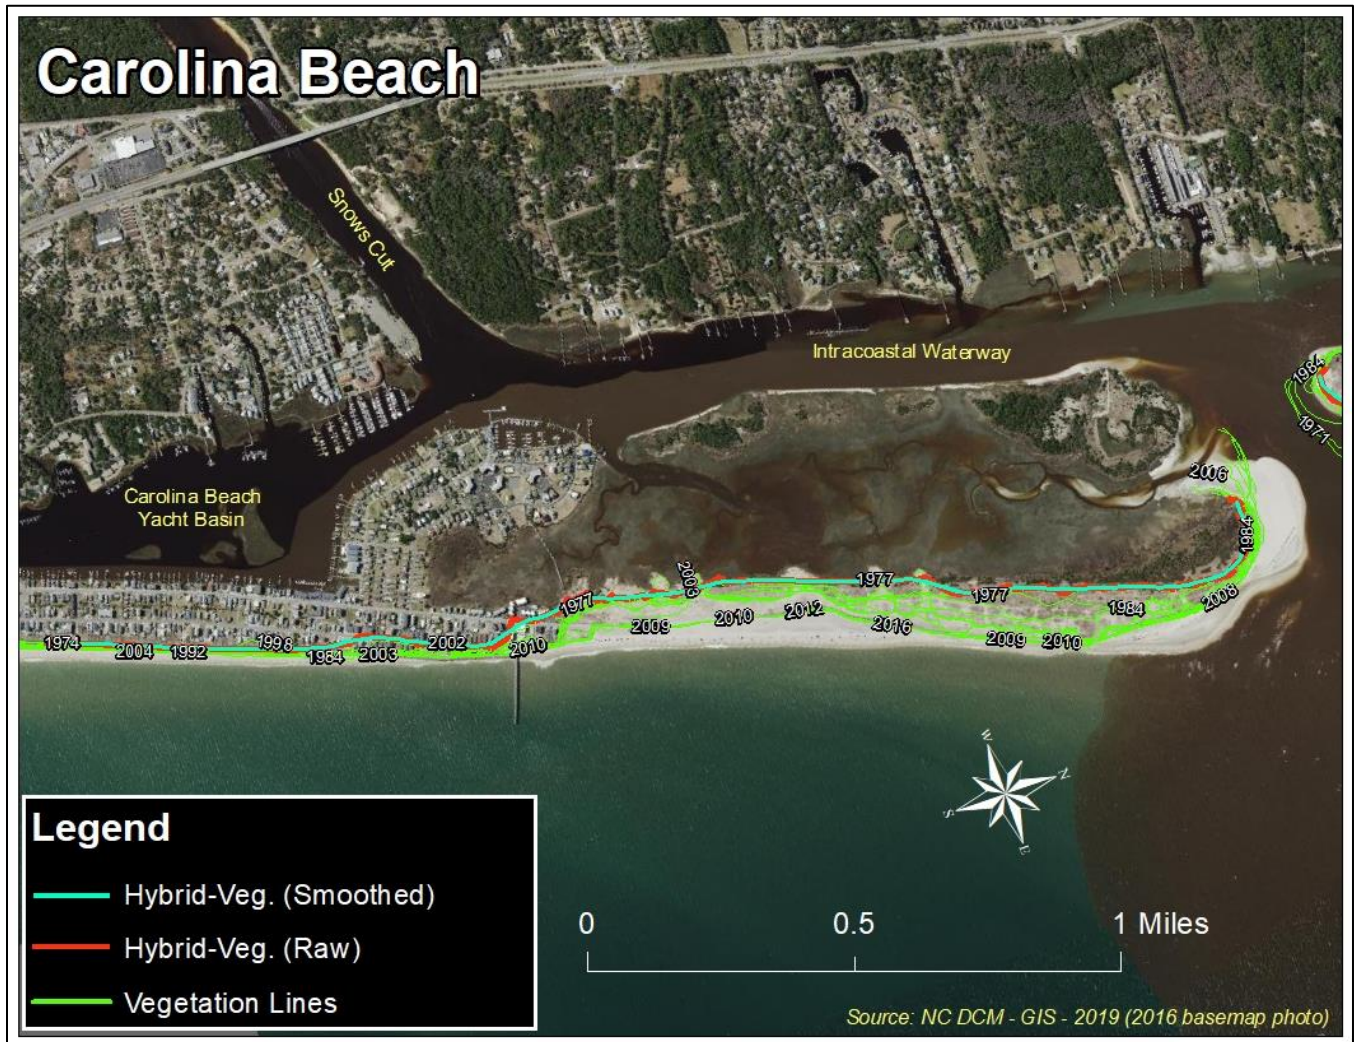 Carolina Beach
Snows Cut
Intracoastal Waterway
1984
1971
2006
Carolina Beach
Yacht Basin
1984
2003
1977
1977
1977
1984
2008
2009
2010
2012
2016
2009
2010
1974
2004
1992
1998
1984
2003
2002
2010
W
N
S
E
Legend
Hybrid-Veg. (Smoothed)
Hybrid-Veg. (Raw)
Vegetation Lines
0
0.5
1 Miles
Source: NC DCM - GIS - 2019 (2016 basemap photo)